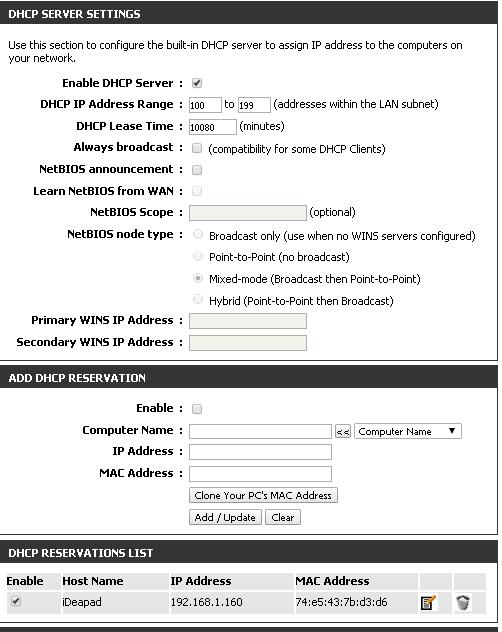 DHCP SERVER SETTINGS
Use this section to configure the built-in DHCP server to assign IP address to the computers on
your network.
Enable DHCP Server :
DHCP IP Address Range : 100 to 199 (addresses within the LAN subnet)
DHCP Lease Time : 10080 (minutes)
Always broadcast : (compatibility for some DHCP Clients)
NetBIOS announcement :
Learn NetBIOS from WAN :
NetBIOS Scope : (optional)
NetBIOS node type : Broadcast only (use when no WINS servers configured)
Point-to-Point (no broadcast)
Mixed-mode (Broadcast then Point-to-Point)
Hybrid (Point-to-Point then Broadcast)
Primary WINS IP Address :
Secondary WINS IP Address :
ADD DHCP RESERVATION
Enable :
Computer Name : << Computer Name
IP Address :
MAC Address :
Clone Your PC's MAC Address
Add / Update Clear
DHCP RESERVATIONS LIST
Enable Host Name IP Address MAC Address
iDeapad 192.168.1.160 74:e5:43:7b:d3:d6